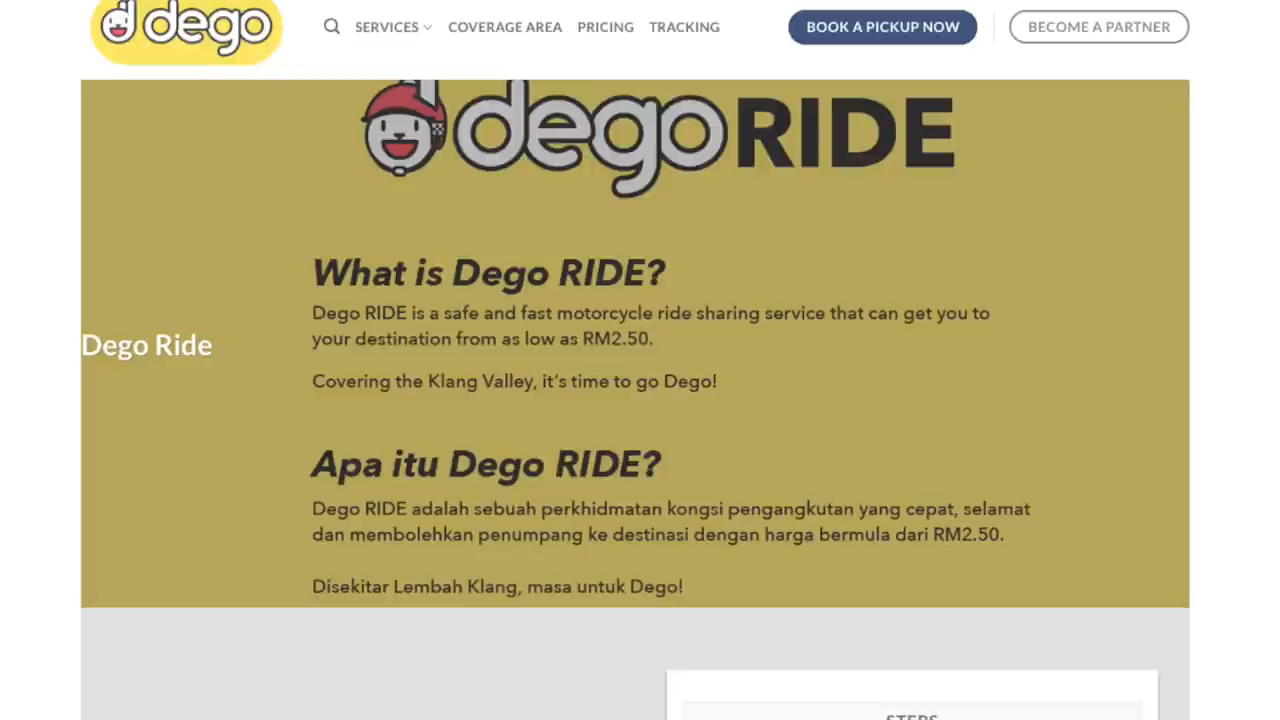 dego
SERVICES
COVERAGE AREA
PRICING
TRACKING
BOOK A PICKUP NOW
BECOME A PARTNER
dego RIDE
What is Dego RIDE?
Dego RIDE is a safe and fast motorcycle ride sharing service that can get you to
your destination from as low as RM2.50.
Dego Ride
Covering the Klang Valley, it's time to go Dego!
Apa itu Dego RIDE?
Dego RIDE adalah sebuah perkhidmatan kongsi pengangkutan yang cepat, selamat
dan membolehkan penumpang ke destinasi dengan harga bermula dari RM2.50.
Disekitar Lembah Klang, masa untuk Dego!
STEPS